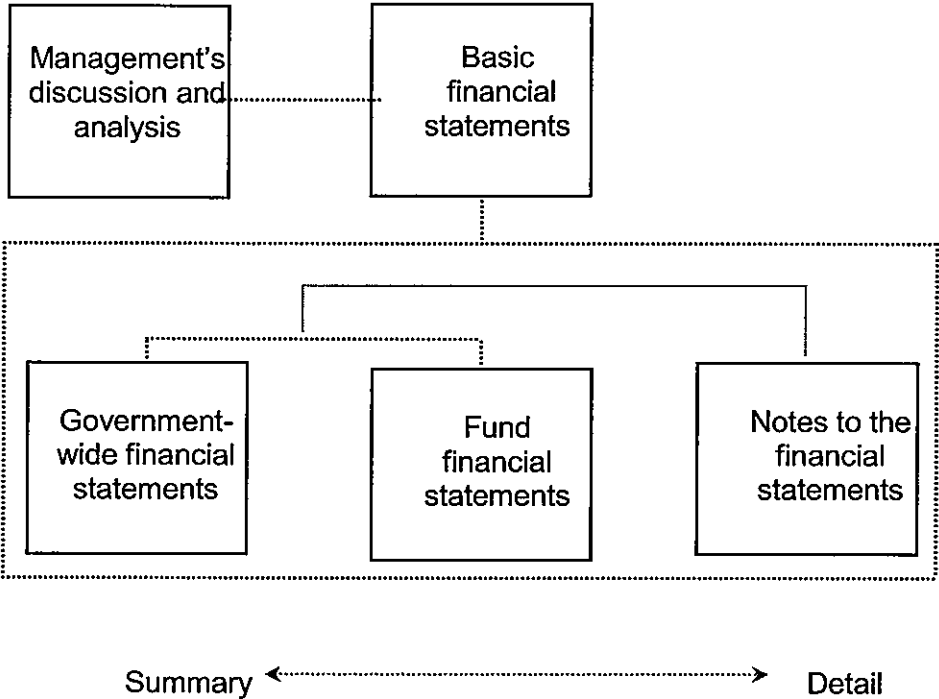 Management's
discussion and
analysis
Basic
financial
statements
Government-
wide financial
statements
Fund
financial
statements
Notes to the
financial
statements
Summary
Detail